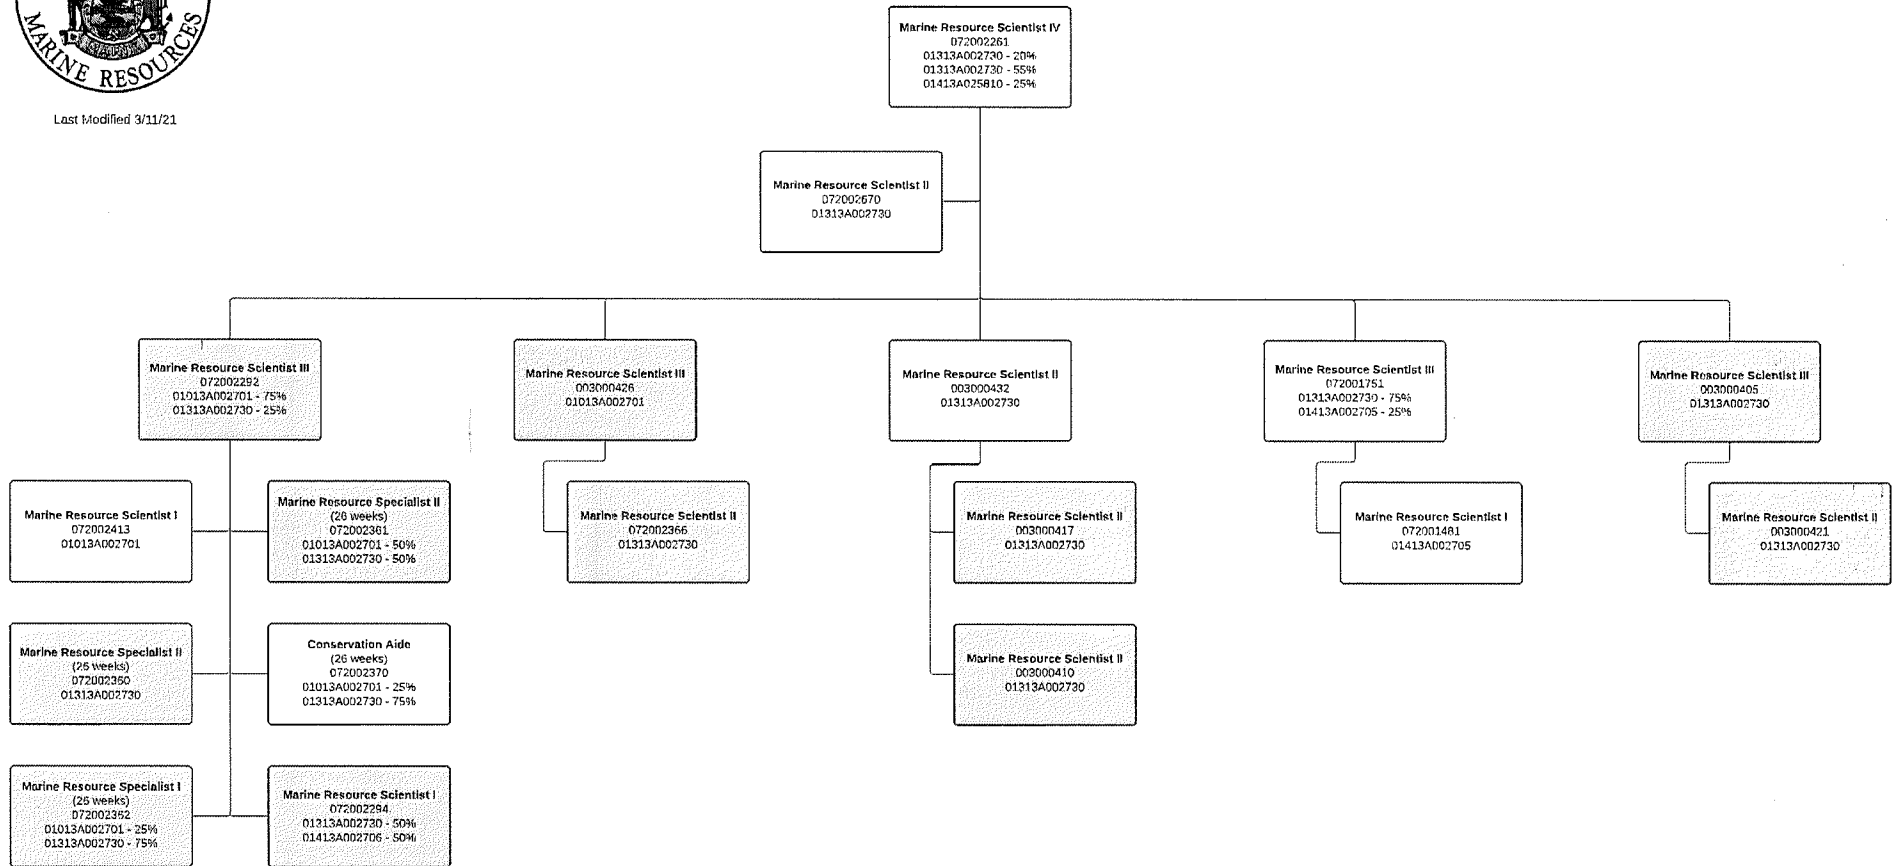 MAINE
MARINE RESOURCES
Last Modified 3/11/21
Marine Resource Scientist IV
072002261
01313A002730 - 20%
01313A002730 - 55%
01413A025810 - 25%
Marine Resource Scientist II
072002670
01313A002730
Marine Resource Scientist III
072002292
01013A002701 - 75%
01313A002730 - 25%
Marine Resource Scientist III
003000426
01013A002701
Marine Resource Scientist II
003000432
01313A002730
Marine Resource Scientist III
072001751
01313A002730 - 75%
01413A002705 - 25%
Marine Resource Scientist III
003000405
01313A002730
Marine Resource Scientist I
072002413
01013A002701
Marine Resource Specialist II
(26 weeks)
072002361
01013A002701 - 50%
01313A002730 - 50%
Marine Resource Scientist II
072002366
01313A002730
Marine Resource Scientist II
003000417
01313A002730
Marine Resource Scientist I
072001481
01413A002705
Marine Resource Scientist II
003000421
01313A002730
Marine Resource Specialist II
(26 weeks)
072002360
01313A002730
Conservation Aide
(26 weeks)
072002370
01013A002701 - 25%
01313A002730 - 75%
Marine Resource Scientist II
003000410
01313A002730
Marine Resource Specialist I
(26 weeks)
072002362
01013A002701 - 25%
01313A002730 - 75%
Marine Resource Scientist I
072002294
01313A002730 - 50%
01413A002706 - 50%